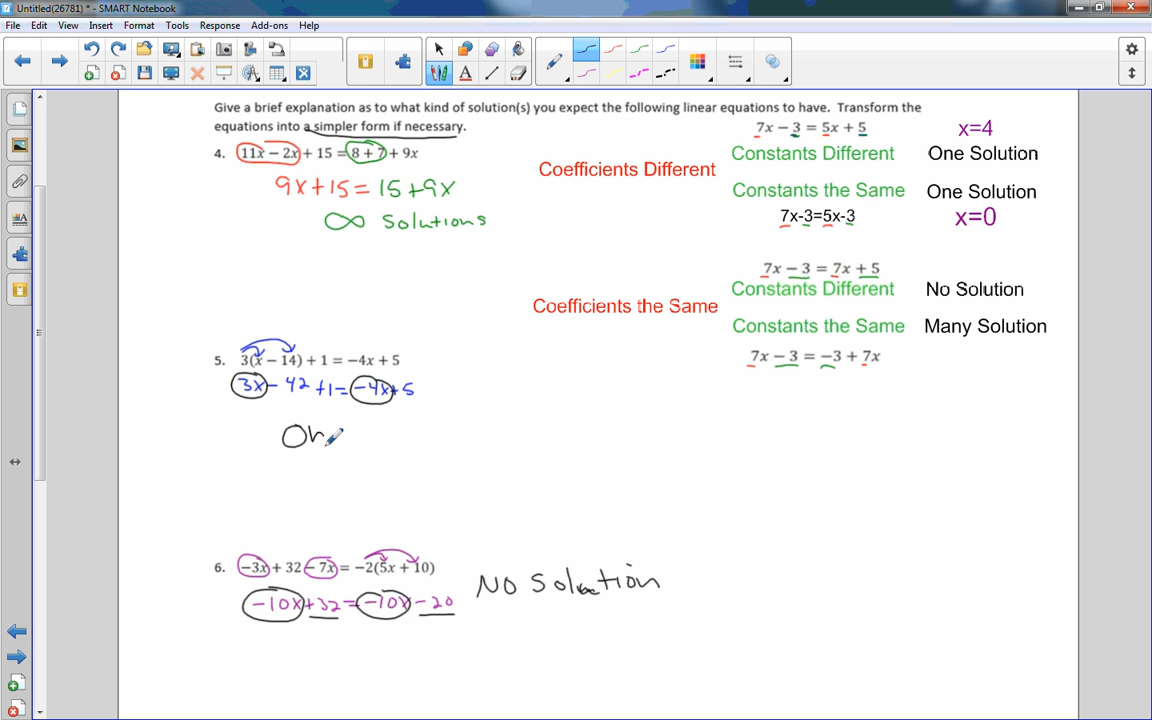 Untitled(26781) * - SMART Notebook
File Edit View Insert Format Tools Response Add-ons Help
Give a brief explanation as to what kind of solution(s) you expect the following linear equations to have. Transform the
equations into a simpler form if necessary.
4. 11x − 2x + 15 = 8 + 7 + 9x
9x+15 = 15+9x
∞ Solutions
Coefficients Different
7x − 3 = 5x + 5
x=4
Constants Different One Solution
Constants the Same One Solution
7x-3=5x-3
x=0
Coefficients the Same
7x − 3 = 7x + 5
Constants Different No Solution
Constants the Same Many Solution
7x − 3 = −3 + 7x
5. 3(x − 14) + 1 = −4x + 5
3x - 42 +1 = -4x+5
On
6. −3x + 32 − 7x = −2(5x + 10)
-10x+32 = -10x-20
No Solution